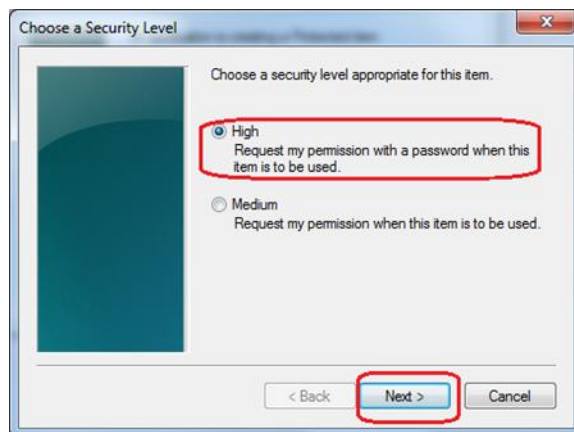 Choose a Security Level
Choose a security level appropriate for this item.
High
Request my permission with a password when this
item is to be used.
Medium
Request my permission when this item is to be used.
< Back
Next >
Cancel